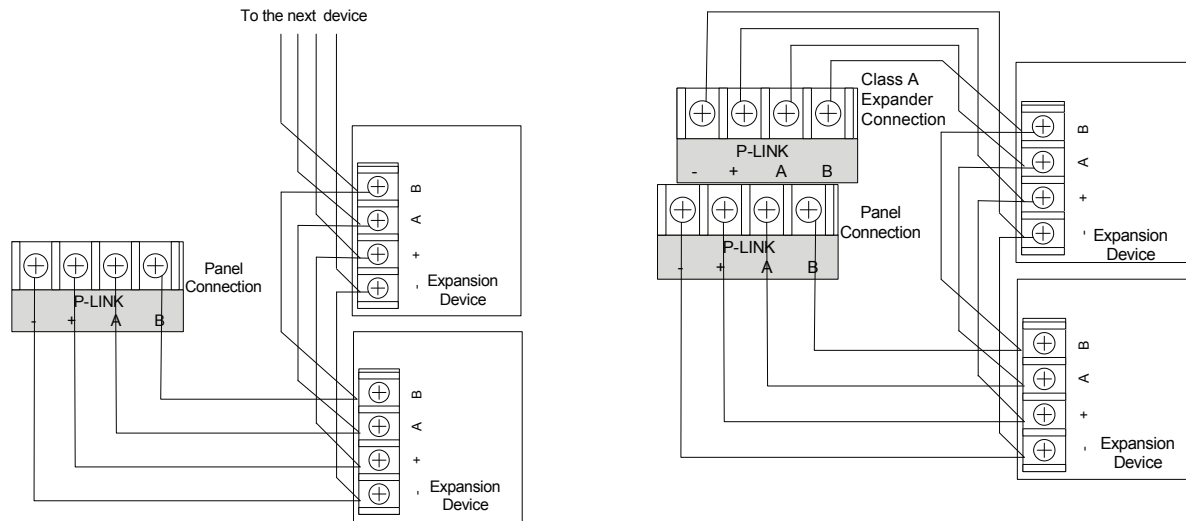 To the next device
B
A
+
-
Expansion
Device
Panel
Connection
P-LINK
- + A B
B
A
+
-
Expansion
Device
Class A
Expander
Connection
P-LINK
- + A B
Panel
Connection
P-LINK
- + A B
B
A
+
-
Expansion
Device
B
A
+
-
Expansion
Device